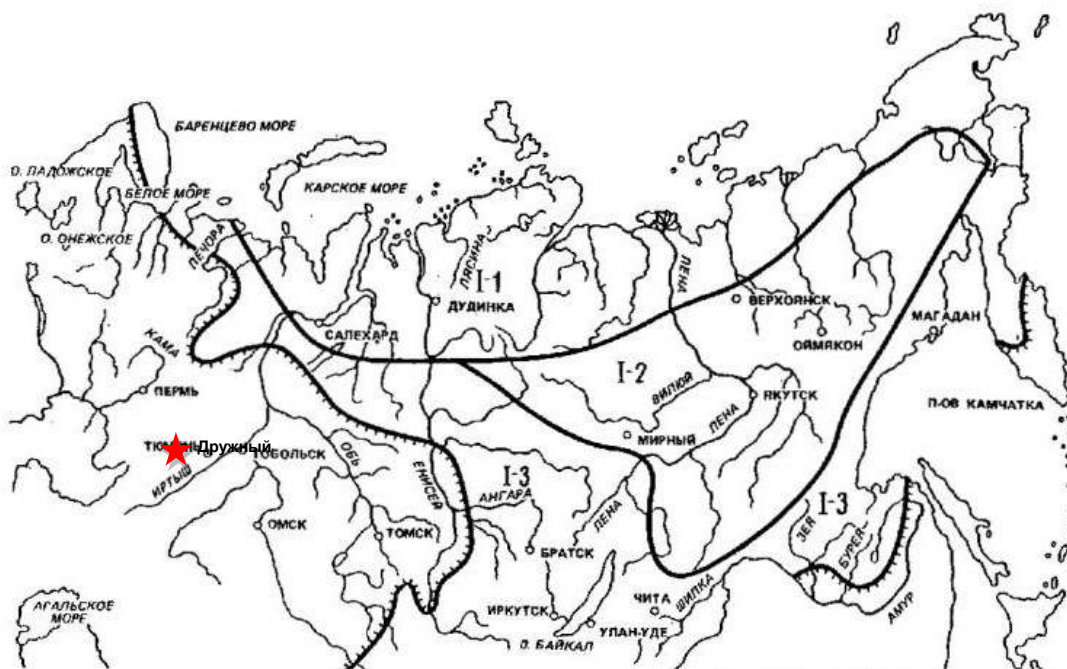 БАРЕНЦЕВО МОРЕ
О. ЛАДОЖСКОЕ
БЕЛОЕ МОРЕ
КАРСКОЕ МОРЕ
О. ОНЕЖСКОЕ
ПЕЧОРА
ЛЯСИНА
I-1
ЛЕНА
ДУДИНКА
ВЕРХОЯНСК
САЛЕХАРД
МАГАДАН
ОЙМЯКОН
КАМА
I-2
ВИЛЮЙ
ПЕРМЬ
ЯКУТСК
П-ОВ КАМЧАТКА
ЛЕНА
МИРНЫЙ
Дружный
ТОБОЛЬСК
ИРТЫШ
ОБЬ
ЕНИСЕЙ
I-3
АНГАРА
ЛЕНА
I-3
ЗЕЯ
БУРЕЯ
ОМСК
ТОМСК
БРАТСК
ШИЛКА
ЧИТА
АМУР
АГАЛЬСКОЕ
МОРЕ
ИРКУТСК
УЛАН-УДЕ
О. БАЙКАЛ